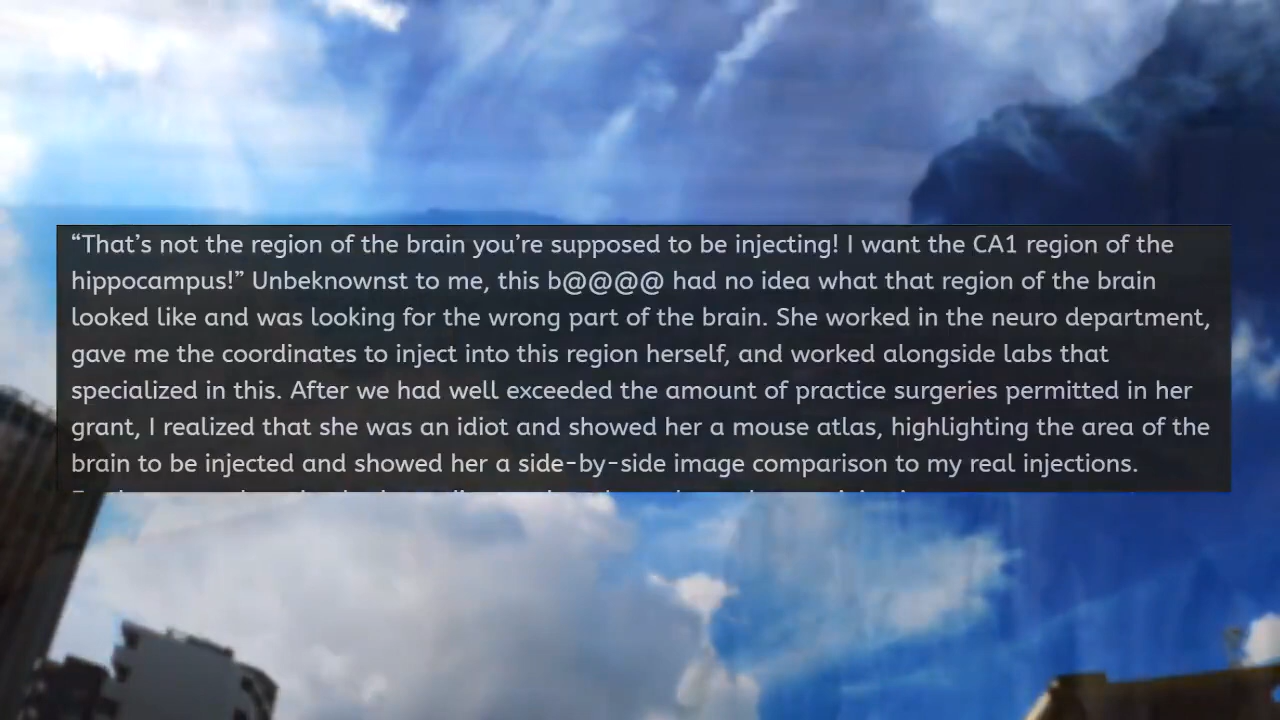 “That’s not the region of the brain you’re supposed to be injecting! I want the CA1 region of the
hippocampus!” Unbeknownst to me, this b@@@@ had no idea what that region of the brain
looked like and was looking for the wrong part of the brain. She worked in the neuro department,
gave me the coordinates to inject into this region herself, and worked alongside labs that
specialized in this. After we had well exceeded the amount of practice surgeries permitted in her
grant, I realized that she was an idiot and showed her a mouse atlas, highlighting the area of the
brain to be injected and showed her a side-by-side image comparison to my real injections.